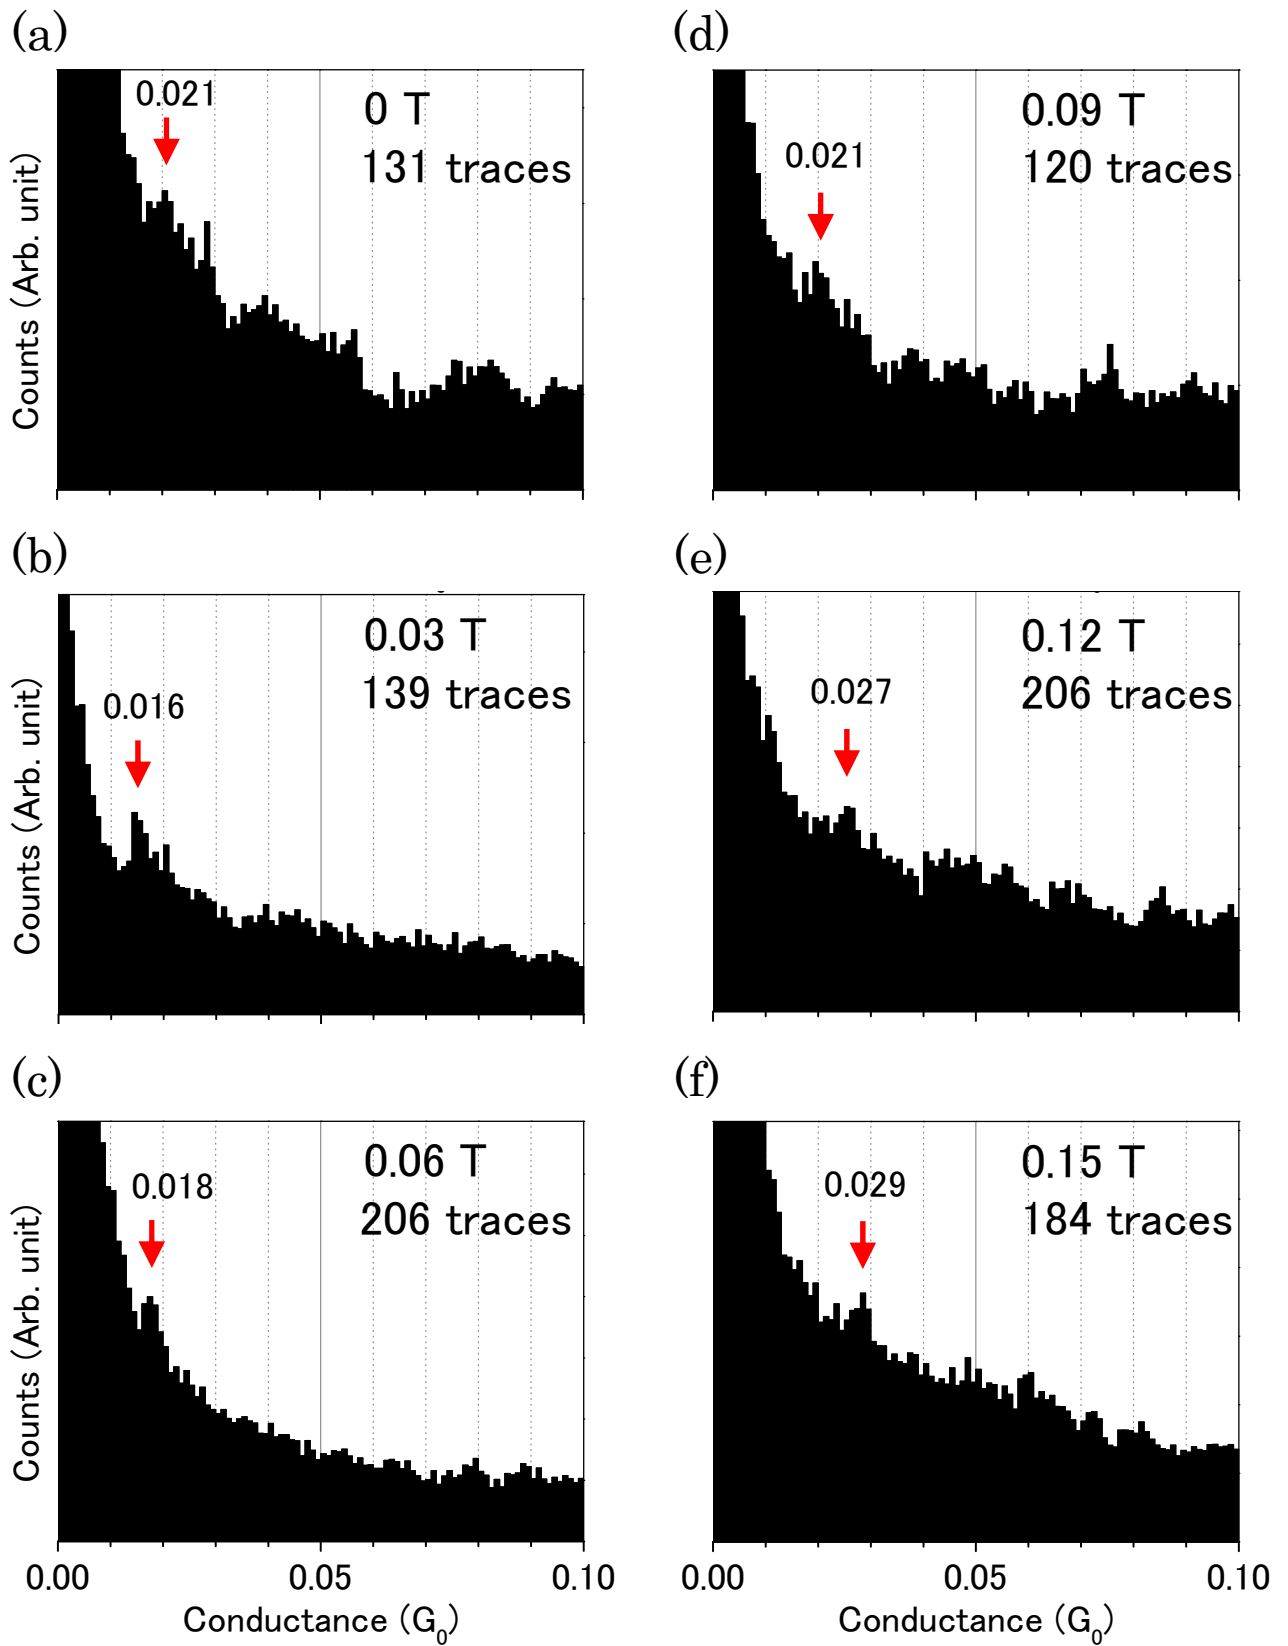 (a)
0.021
0 T
131 traces
Counts (Arb. unit)
(b)
0.03 T
139 traces
0.016
Counts (Arb. unit)
(c)
0.06 T
0.018
206 traces
Counts (Arb. unit)
0.00 0.05 0.10
Conductance (G0)
(d)
0.09 T
0.021
120 traces
(e)
0.12 T
0.027
206 traces
(f)
0.15 T
0.029
184 traces
0.00 0.05 0.10
Conductance (G0)